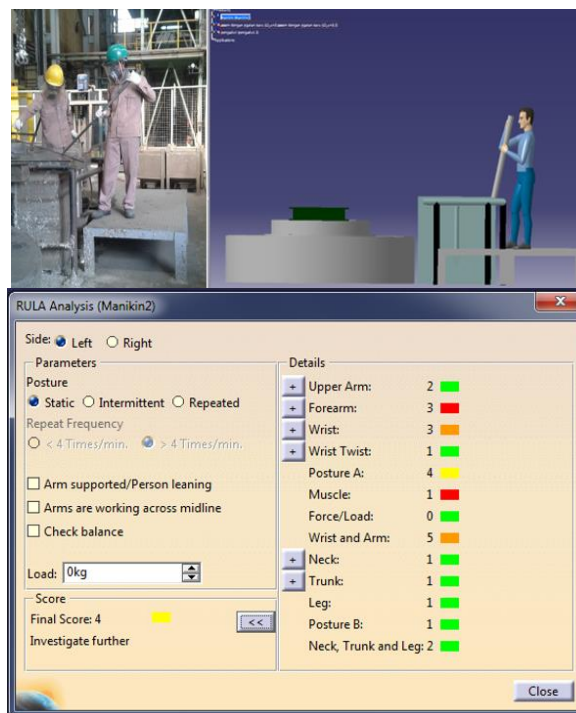 RULA Analysis (Manikin2)
Side: Left Right
Parameters
Posture
Static Intermittent Repeated
Repeat Frequency
< 4 Times/min. > 4 Times/min.
Arm supported/Person leaning
Arms are working across midline
Check balance
Load: 0kg
Score
Final Score: 4
<<
Investigate further
Details
+ Upper Arm: 2
+ Forearm: 3
+ Wrist: 3
+ Wrist Twist: 1
Posture A: 4
Muscle: 1
Force/Load: 0
Wrist and Arm: 5
+ Neck: 1
+ Trunk: 1
Leg: 1
Posture B: 1
Neck, Trunk and Leg: 2
Close